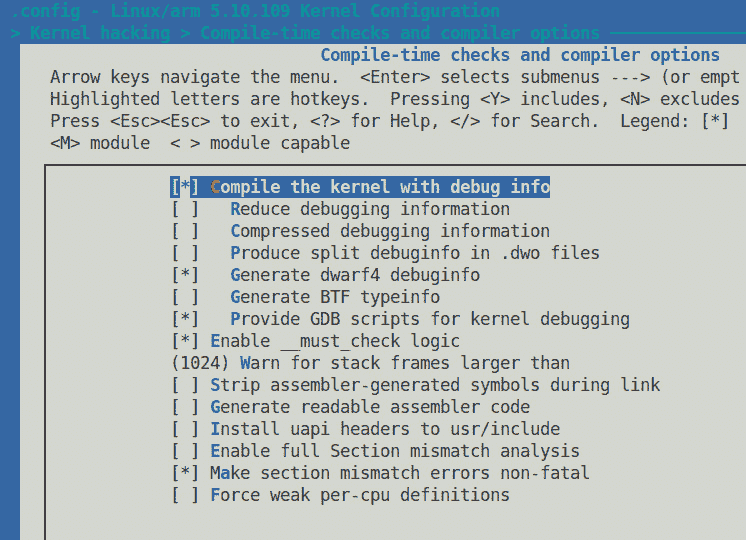 .config - Linux/arm 5.10.109 Kernel Configuration
> Kernel hacking > Compile-time checks and compiler options
Compile-time checks and compiler options
Arrow keys navigate the menu.  <Enter> selects submenus ---> (or empt
Highlighted letters are hotkeys.  Pressing <Y> includes, <N> excludes
Press <Esc><Esc> to exit, <?> for Help, </> for Search.  Legend: [*]
<M> module  < > module capable
[*] Compile the kernel with debug info
[ ]   Reduce debugging information
[ ]   Compressed debugging information
[ ]   Produce split debuginfo in .dwo files
[*]   Generate dwarf4 debuginfo
[ ]   Generate BTF typeinfo
[*]   Provide GDB scripts for kernel debugging
[*] Enable __must_check logic
(1024) Warn for stack frames larger than
[ ] Strip assembler-generated symbols during link
[ ] Generate readable assembler code
[ ] Install uapi headers to usr/include
[ ] Enable full Section mismatch analysis
[*] Make section mismatch errors non-fatal
[ ] Force weak per-cpu definitions